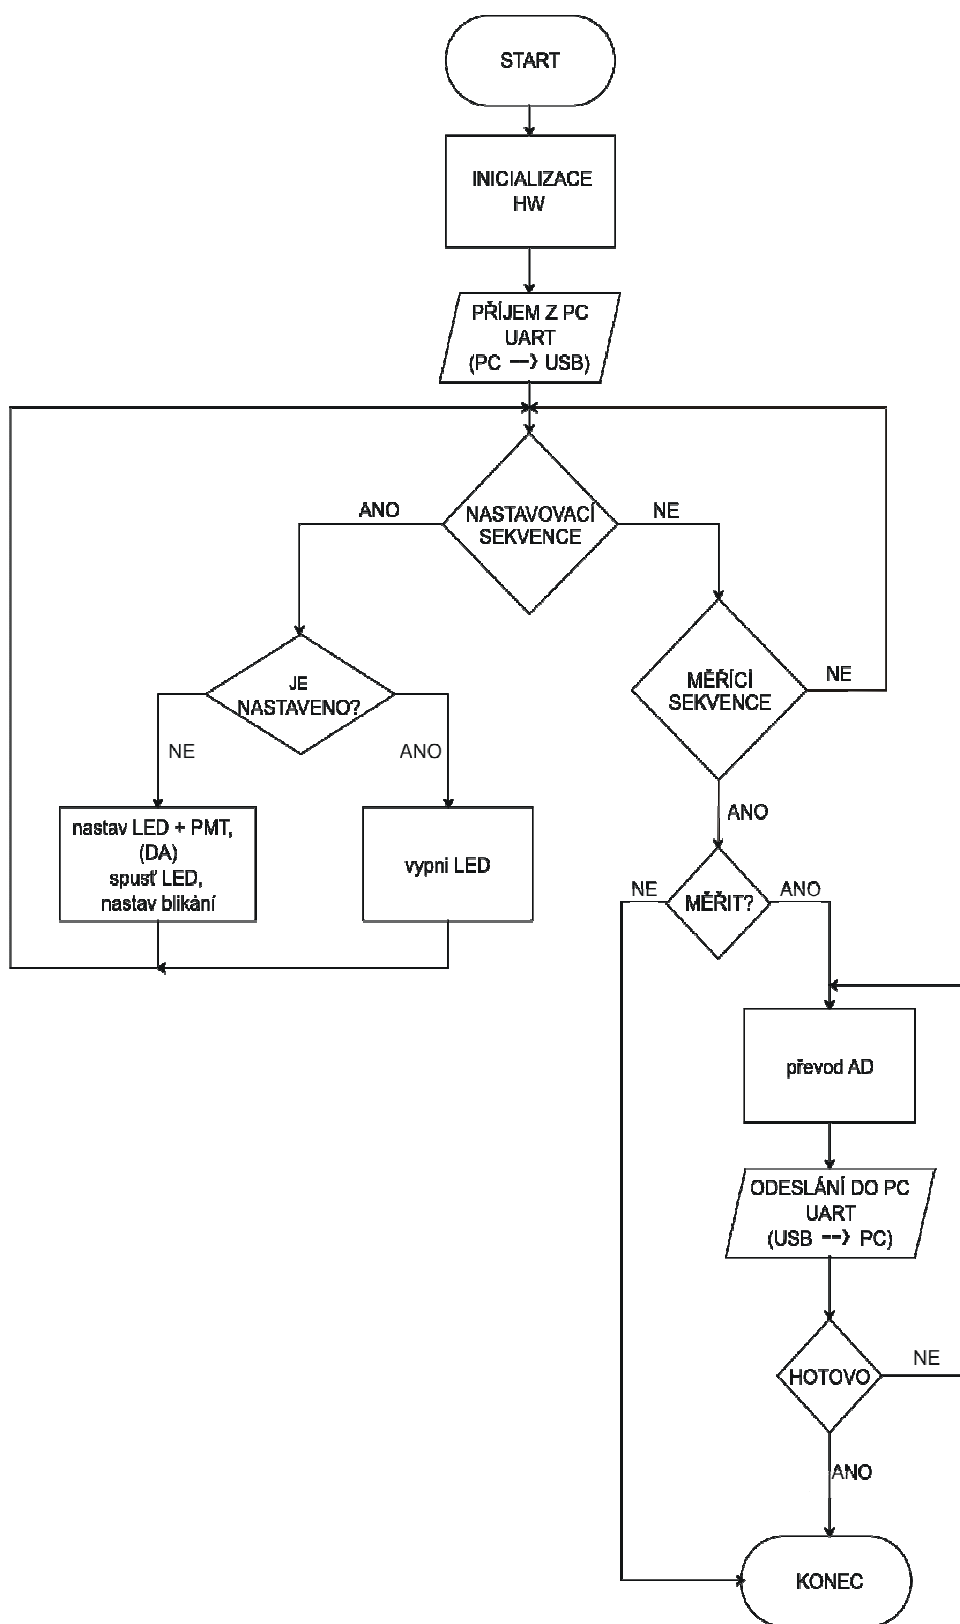 START
INICIALIZACE
HW
PŘÍJEM Z PC
UART
(PC --> USB)
ANO
NASTAVOVACÍ
SEKVENCE
NE
JE
NASTAVENO?
NE
ANO
nastav LED + PMT,
(DA)
spusť LED,
nastav blikání
vypni LED
MĚŘÍCÍ
SEKVENCE
NE
ANO
NE
MĚŘIT?
ANO
převod AD
ODESLÁNÍ DO PC
UART
(USB --> PC)
HOTOVO
NE
ANO
KONEC